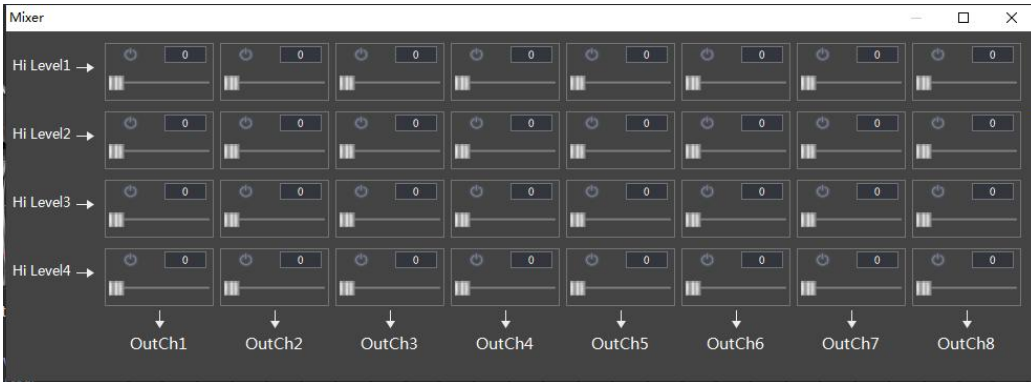 Mixer
Hi Level1 → 0 0 0 0 0 0 0 0
Hi Level2 → 0 0 0 0 0 0 0 0
Hi Level3 → 0 0 0 0 0 0 0 0
Hi Level4 → 0 0 0 0 0 0 0 0
OutCh1 OutCh2 OutCh3 OutCh4 OutCh5 OutCh6 OutCh7 OutCh8